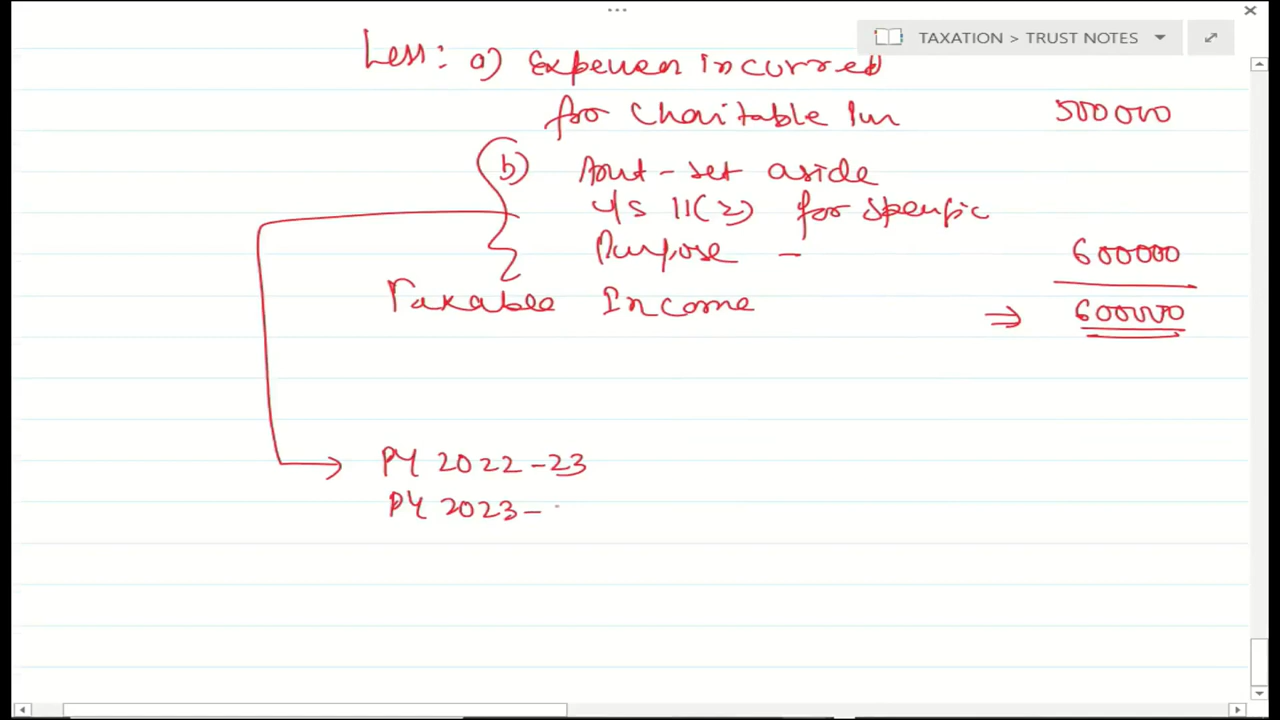 TAXATION > TRUST NOTES
Less: a) Expenses incurred
for Charitable Pur 500000
b) Amt - set aside
u/s 11(2) for specific
Purpose - 600000
Taxable Income ⇒ 600000
PY 2022-23
PY 2023-